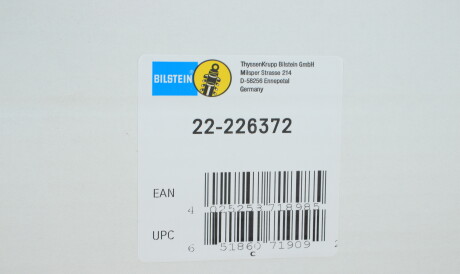 BILSTEIN
ThyssenKrupp Bilstein GmbH
Milsper Strasse 214
D-58256 Ennepetal
Germany
22-226372
EAN
4 025258 718985
UPC
6 51860 71909 2
C